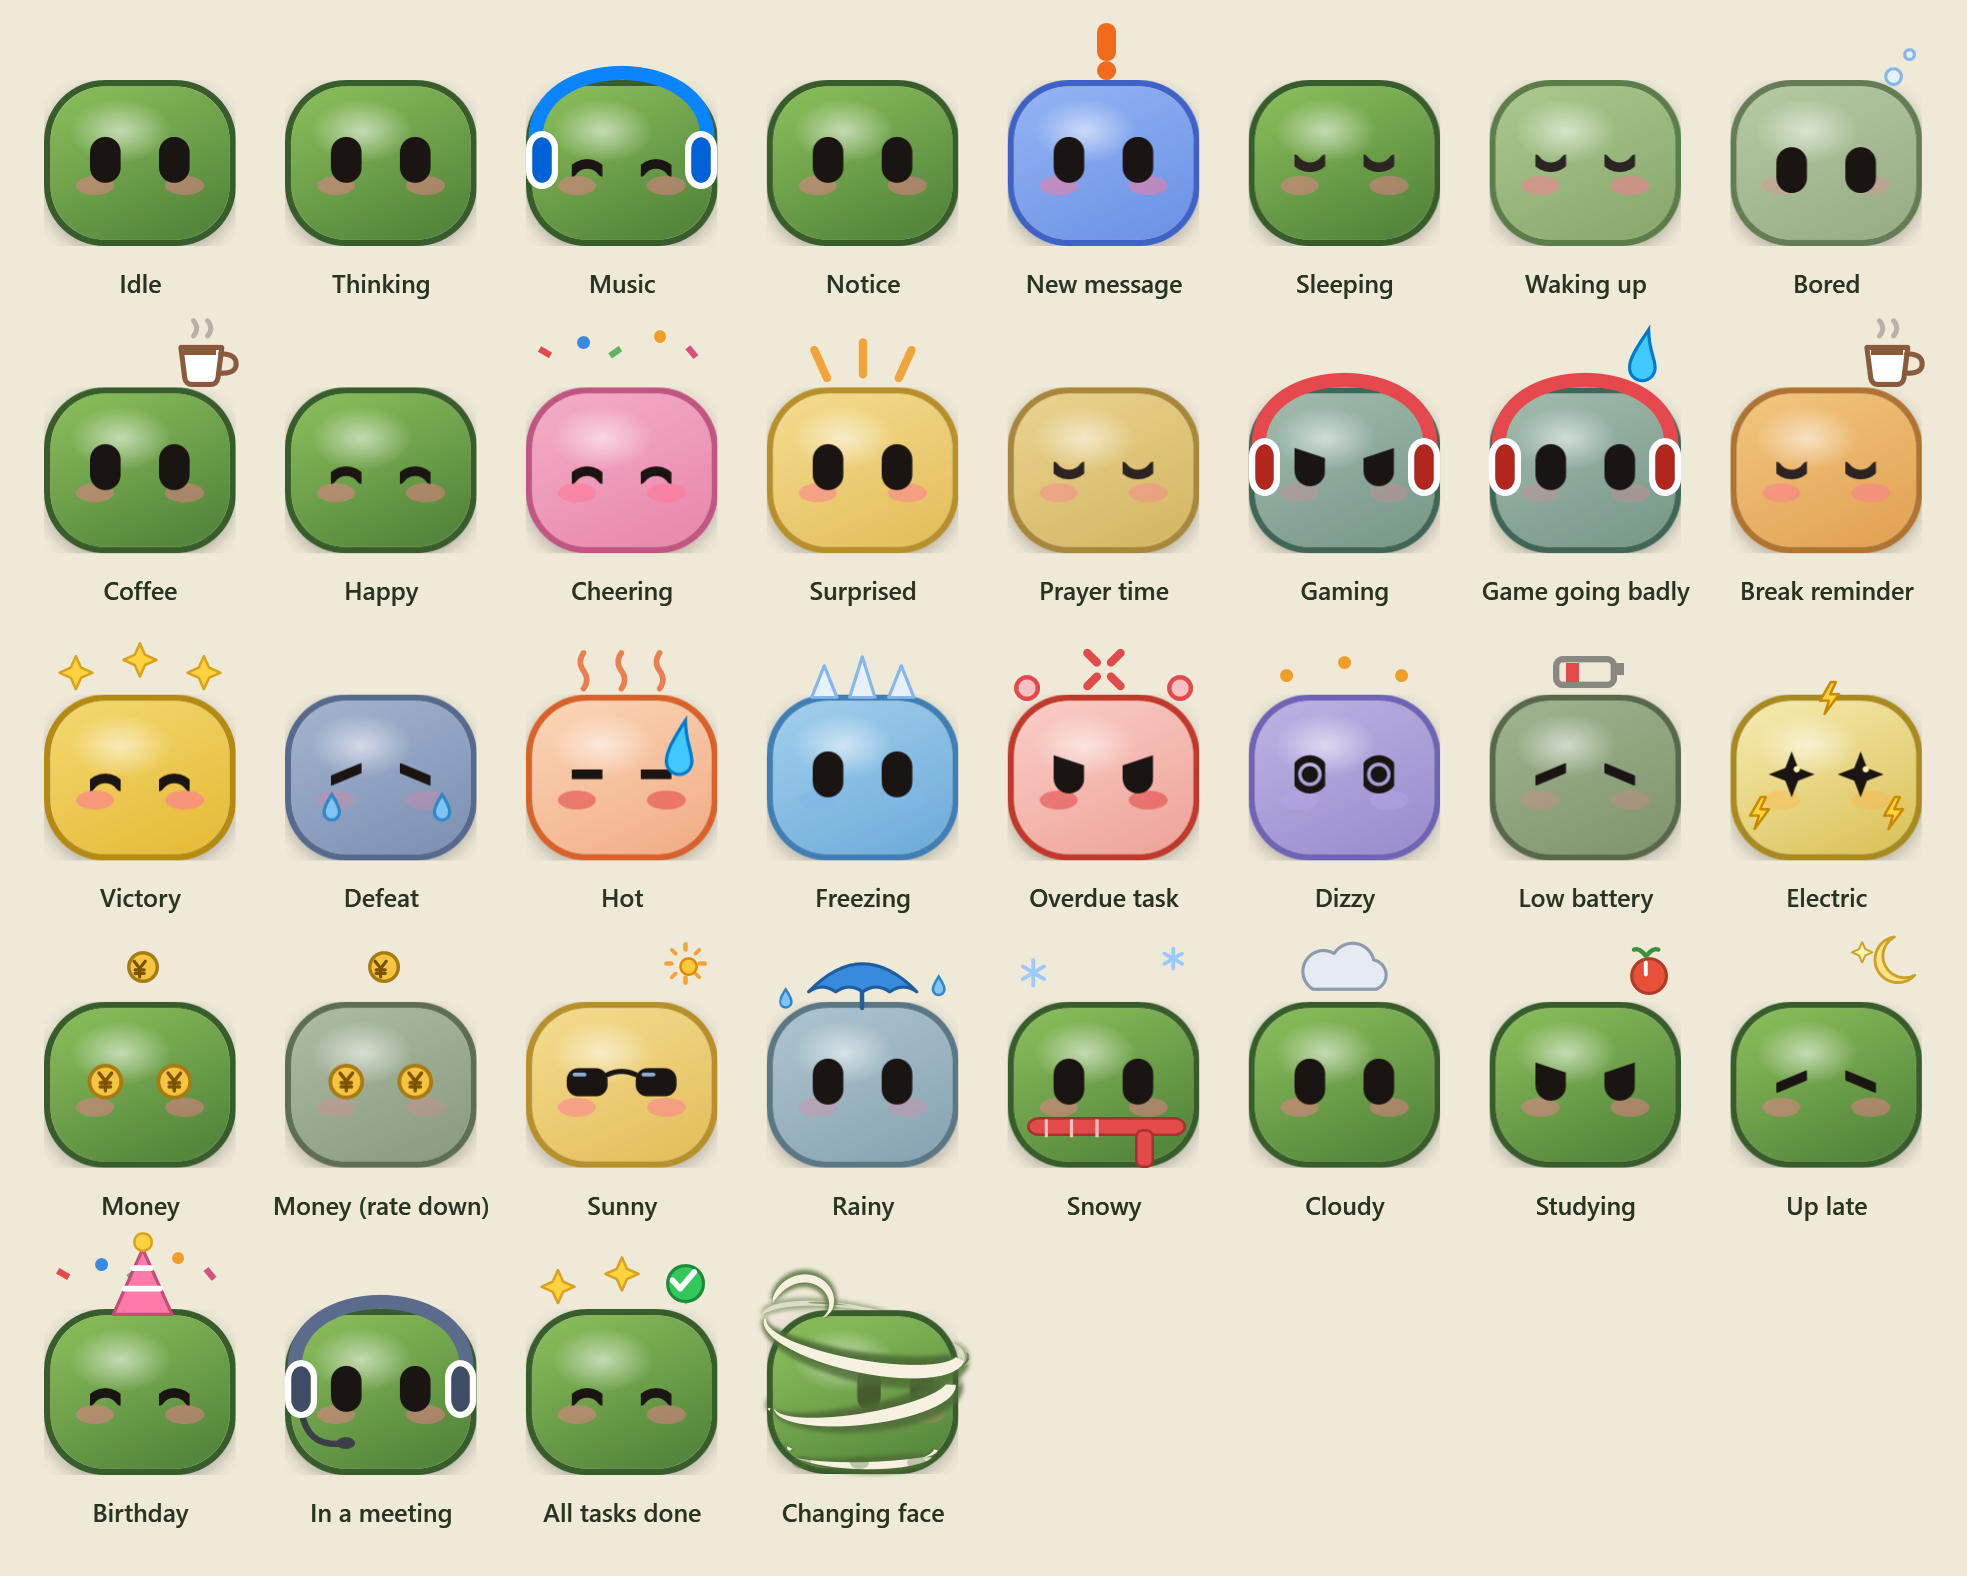 Idle
Thinking
Music
Notice
New message
Sleeping
Waking up
Bored
Coffee
Happy
Cheering
Surprised
Prayer time
Gaming
Game going badly
Break reminder
Victory
Defeat
Hot
Freezing
Overdue task
Dizzy
Low battery
Electric
¥
¥
¥ ¥
¥ ¥
Money
Money (rate down)
Sunny
Rainy
Snowy
Cloudy
Studying
Up late
Birthday
In a meeting
All tasks done
Changing face